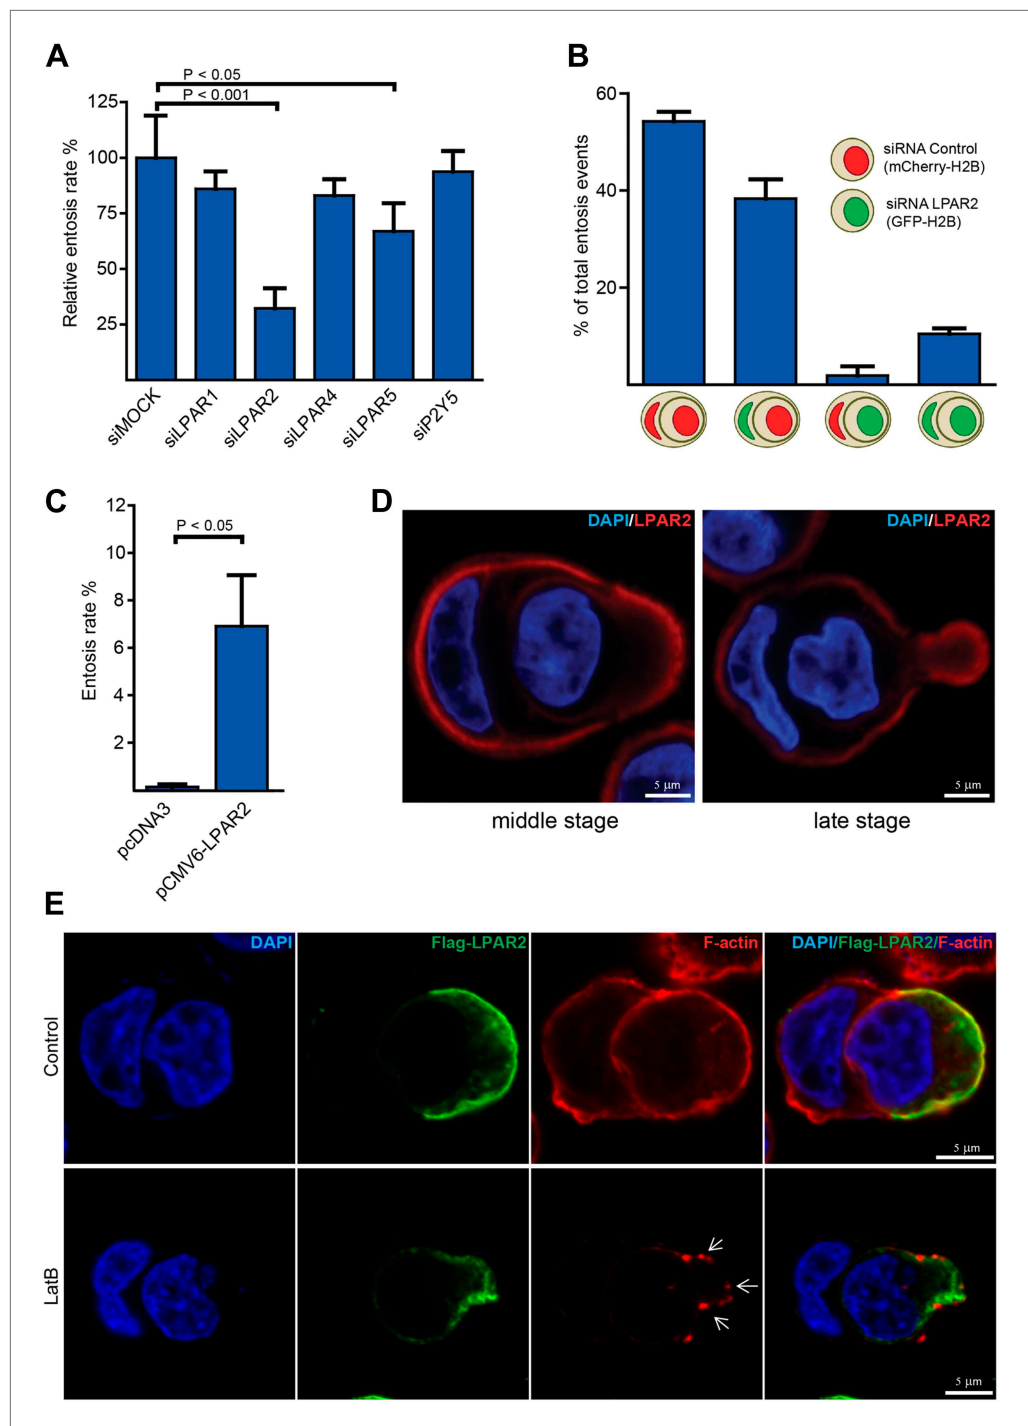 A
P < 0.05
P < 0.001
Relative entosis rate %
125
100
75
50
25
siMOCK
siLPAR1
siLPAR2
siLPAR4
siLPAR5
siP2Y5
B
% of total entosis events
60
40
20
siRNA Control
(mCherry-H2B)
siRNA LPAR2
(GFP-H2B)
C
P < 0.05
Entosis rate %
12
10
8
6
4
2
pcDNA3
pCMV6-LPAR2
D
DAPI/LPAR2
5 µm
middle stage
DAPI/LPAR2
5 µm
late stage
E
Control
DAPI
Flag-LPAR2
F-actin
DAPI/Flag-LPAR2/F-actin
5 µm
LatB
5 µm